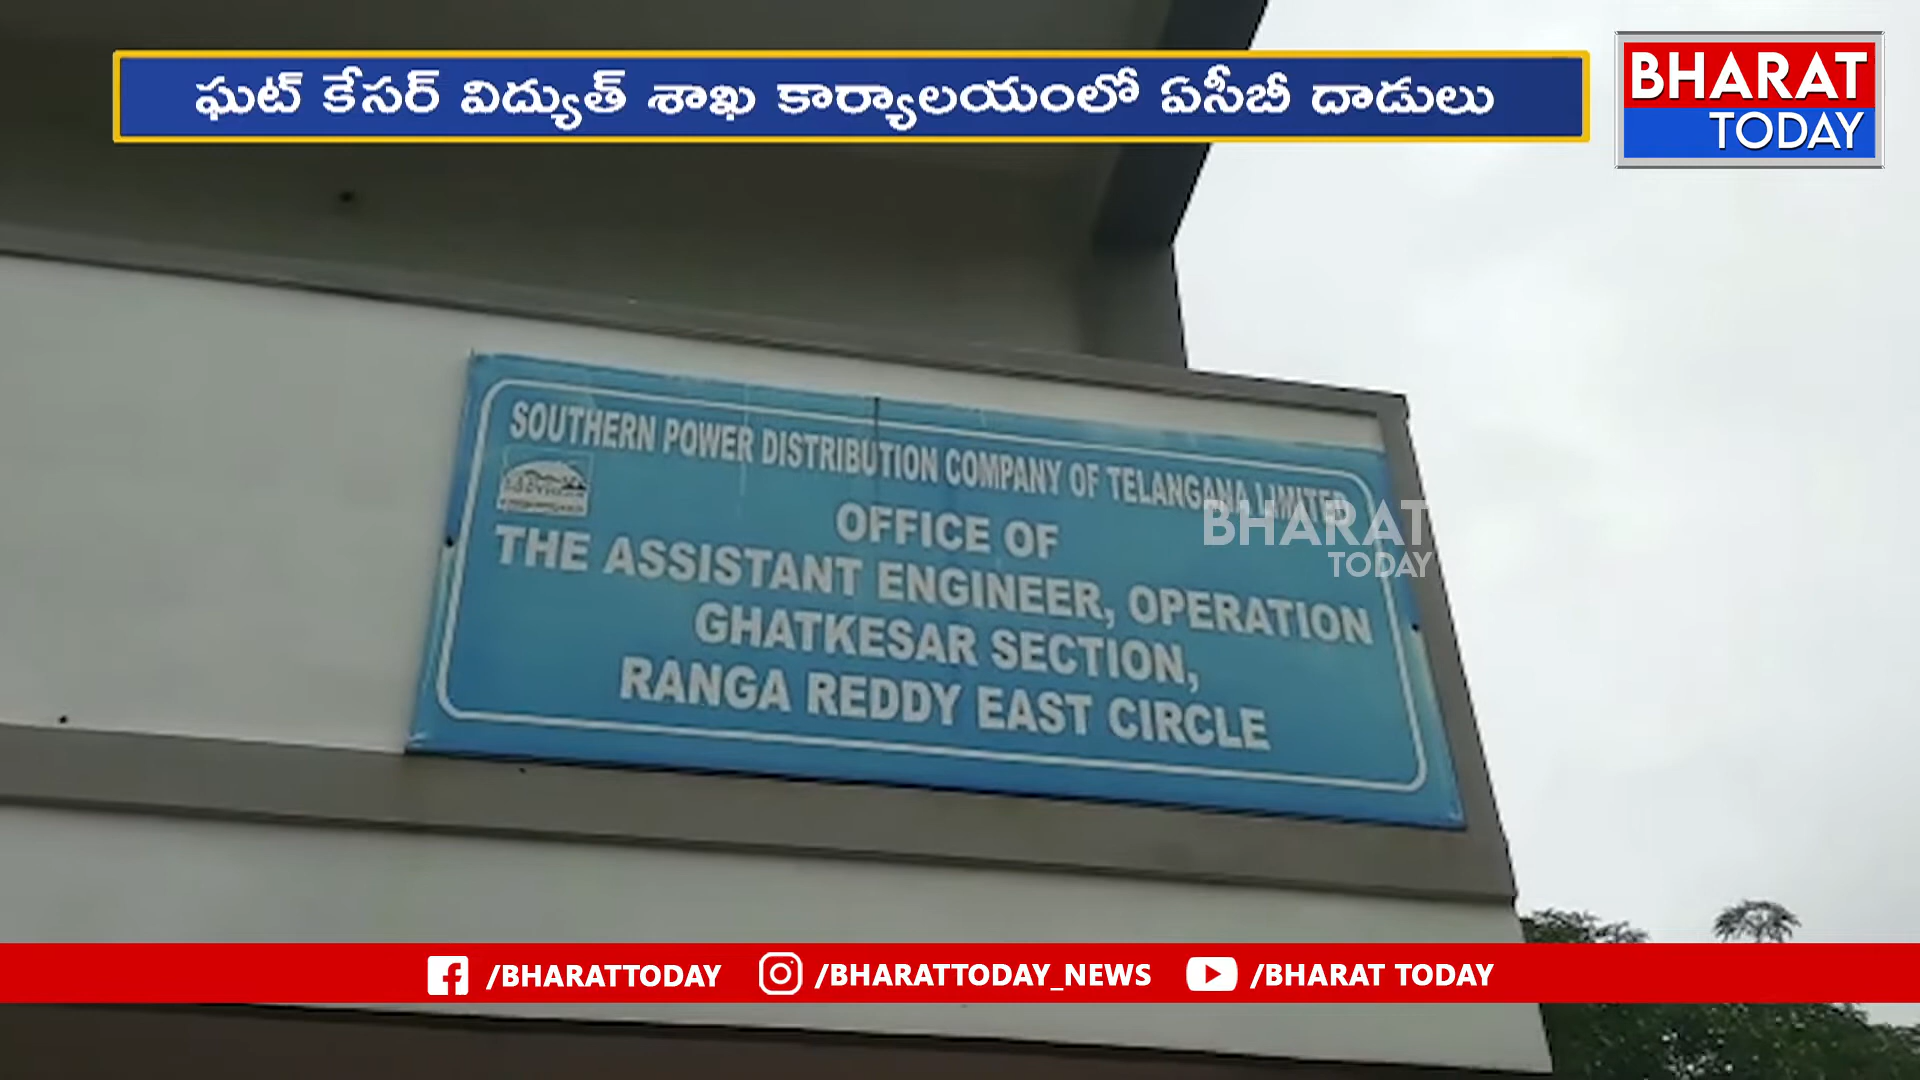 ఘట్ కేసర్ విద్యుత్ శాఖ కార్యాలయంలో ఏసీబీ దాడులు
BHARAT
TODAY
SOUTHERN POWER DISTRIBUTION COMPANY OF TELANGANA LIMITED
OFFICE OF
THE ASSISTANT ENGINEER, OPERATION
GHATKESAR SECTION,
RANGA REDDY EAST CIRCLE
BHARAT
TODAY
/BHARATTODAY /BHARATTODAY_NEWS /BHARAT TODAY